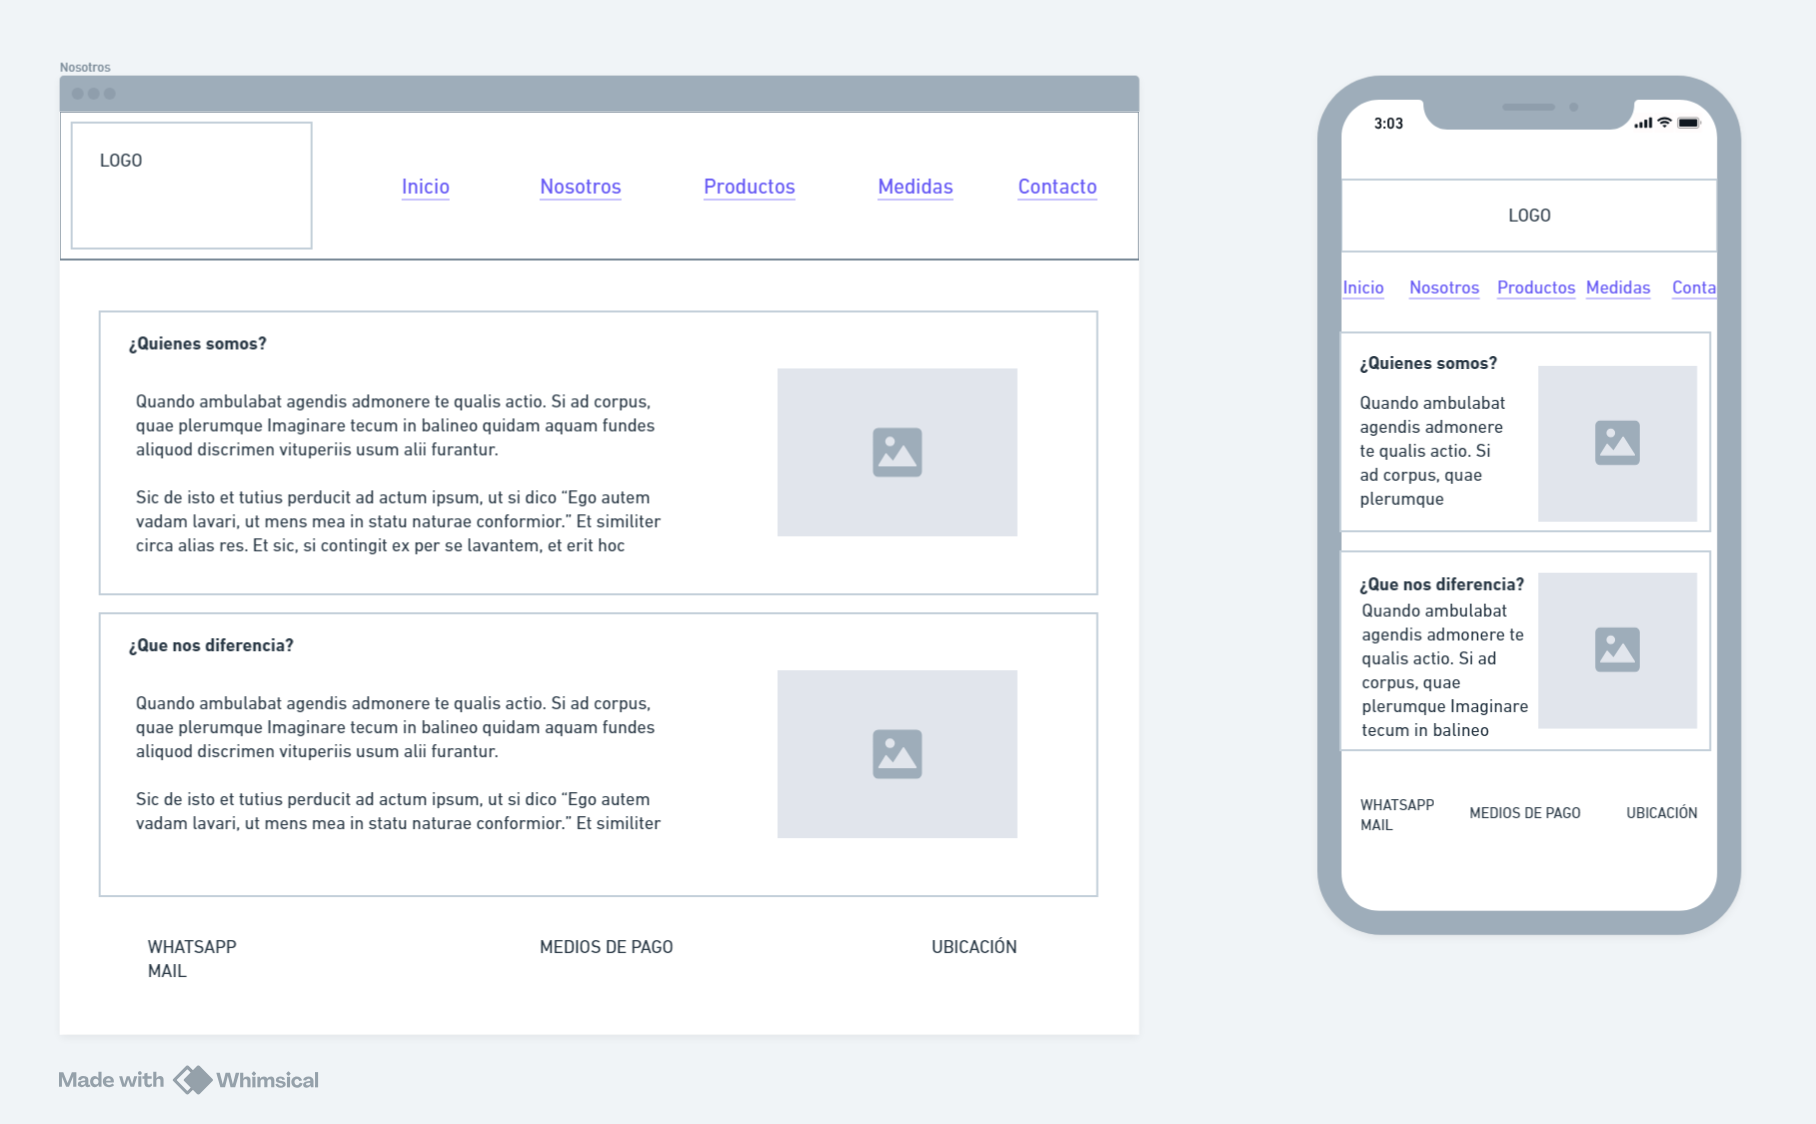 Nosotros
LOGO
Inicio Nosotros Productos Medidas Contacto
¿Quienes somos?
Quando ambulabat agendis admonere te qualis actio. Si ad corpus,
quae plerumque Imaginare tecum in balineo quidam aquam fundes
aliquod discrimen vituperiis usum alii furantur.
Sic de isto et tutius perducit ad actum ipsum, ut si dico “Ego autem
vadam lavari, ut mens mea in statu naturae conformior.” Et similiter
circa alias res. Et sic, si contingit ex per se lavantem, et erit hoc
¿Que nos diferencia?
Quando ambulabat agendis admonere te qualis actio. Si ad corpus,
quae plerumque Imaginare tecum in balineo quidam aquam fundes
aliquod discrimen vituperiis usum alii furantur.
Sic de isto et tutius perducit ad actum ipsum, ut si dico “Ego autem
vadam lavari, ut mens mea in statu naturae conformior.” Et similiter
WHATSAPP
MAIL
MEDIOS DE PAGO
UBICACIÓN
3:03
LOGO
Inicio Nosotros Productos Medidas Conta
¿Quienes somos?
Quando ambulabat
agendis admonere
te qualis actio. Si
ad corpus, quae
plerumque
¿Que nos diferencia?
Quando ambulabat
agendis admonere te
qualis actio. Si ad
corpus, quae
plerumque Imaginare
tecum in balineo
WHATSAPP
MAIL
MEDIOS DE PAGO
UBICACIÓN
Made with Whimsical